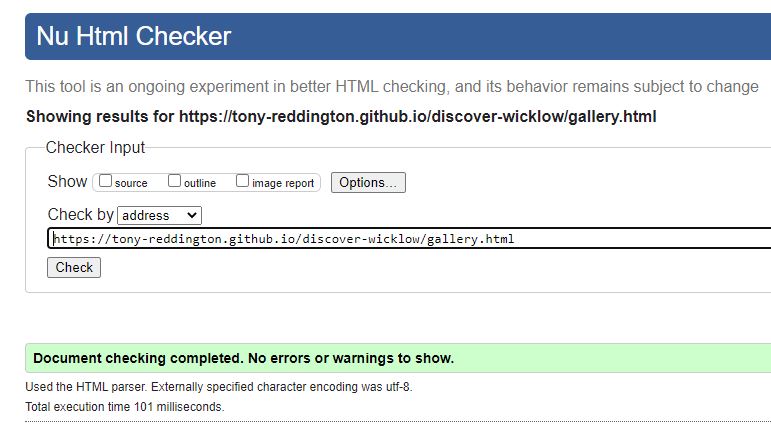 Nu Html Checker
This tool is an ongoing experiment in better HTML checking, and its behavior remains subject to change
Showing results for https://tony-reddington.github.io/discover-wicklow/gallery.html
Checker Input
Show source outline image report Options...
Check by address
https://tony-reddington.github.io/discover-wicklow/gallery.html
Check
Document checking completed. No errors or warnings to show.
Used the HTML parser. Externally specified character encoding was utf-8.
Total execution time 101 milliseconds.